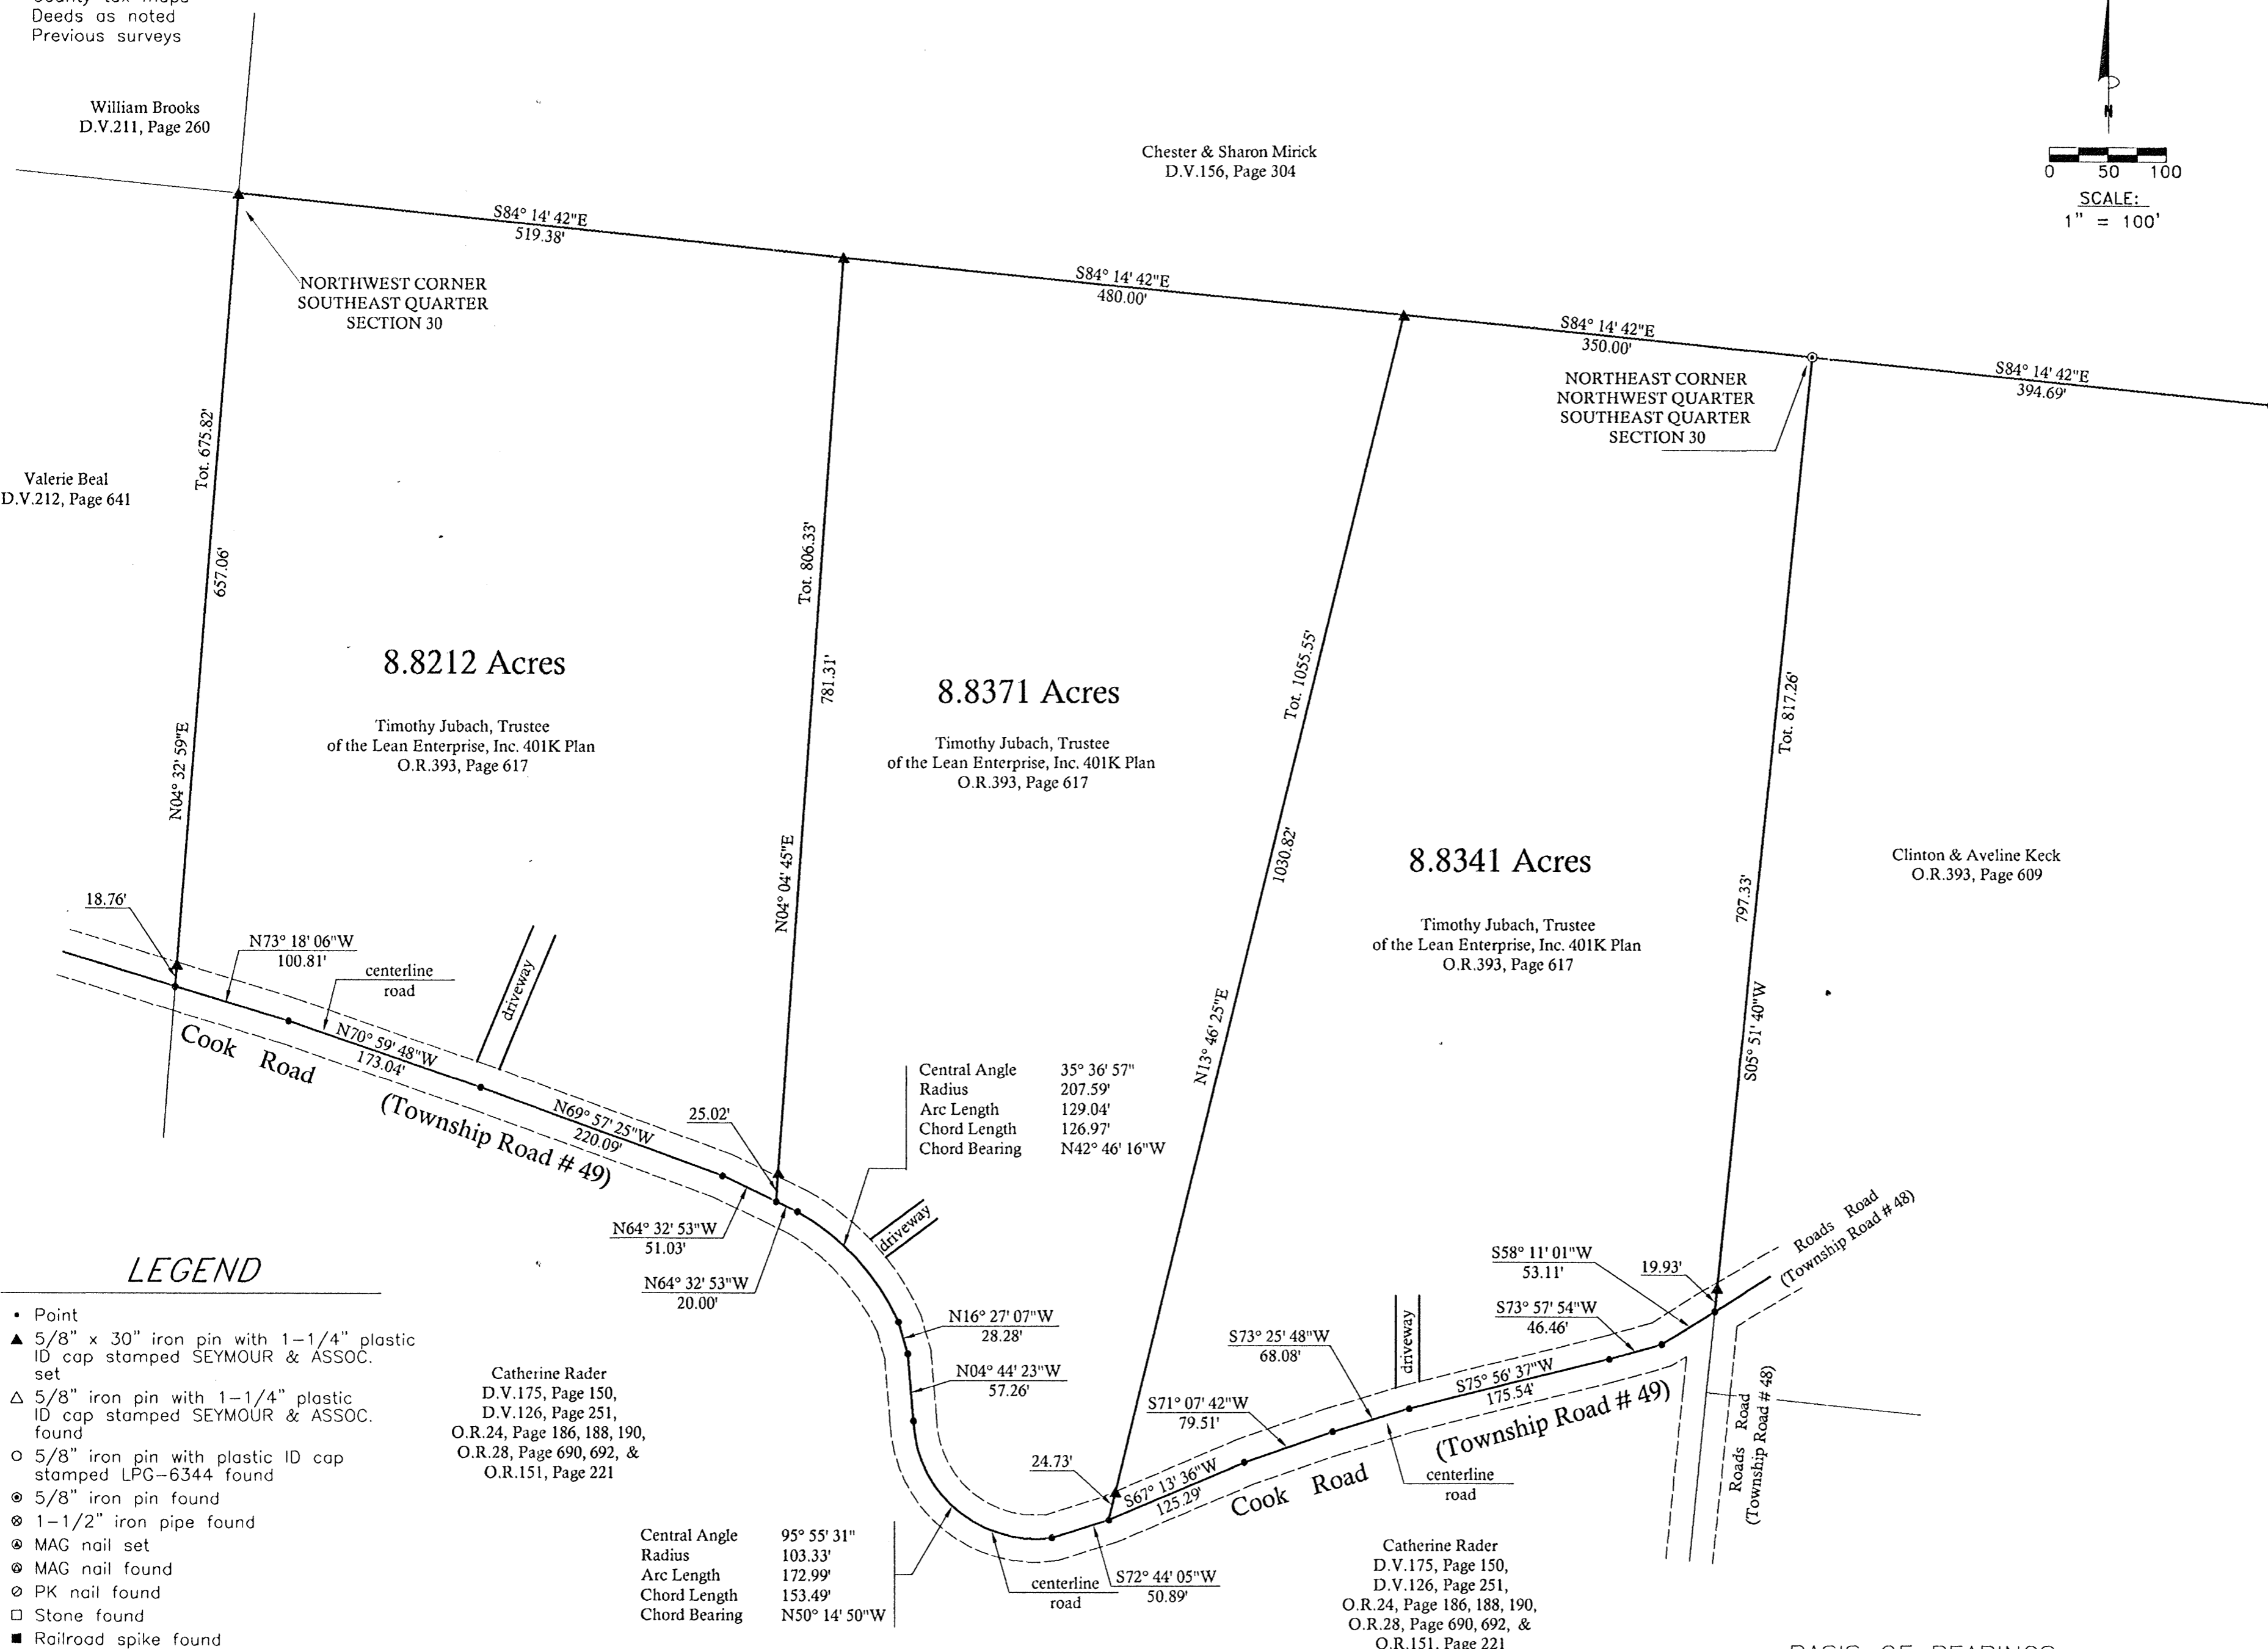 Deeds as noted
Previous surveys
William Brooks
D.V.211, Page 260
Chester & Sharon Mirick
D.V.156, Page 304
N
0 50 100
SCALE:
1" = 100'
S84° 14' 42"E
519.38'
S84° 14' 42"E
480.00'
S84° 14' 42"E
350.00'
S84° 14' 42"E
394.69'
NORTHWEST CORNER
SOUTHEAST QUARTER
SECTION 30
NORTHEAST CORNER
NORTHWEST QUARTER
SOUTHEAST QUARTER
SECTION 30
Valerie Beal
D.V.212, Page 641
Tot. 675.82'
657.06'
N04° 32' 59"E
Tot. 806.33'
781.31'
N04° 04' 45"E
Tot. 1055.55'
1030.82'
N13° 46' 25"E
Tot. 817.26'
797.33'
S05° 51' 40"W
8.8212 Acres
Timothy Jubach, Trustee
of the Lean Enterprise, Inc. 401K Plan
O.R.393, Page 617
8.8371 Acres
Timothy Jubach, Trustee
of the Lean Enterprise, Inc. 401K Plan
O.R.393, Page 617
8.8341 Acres
Timothy Jubach, Trustee
of the Lean Enterprise, Inc. 401K Plan
O.R.393, Page 617
Clinton & Aveline Keck
O.R.393, Page 609
18.76'
N73° 18' 06"W
100.81'
centerline
road
driveway
N70° 59' 48"W
173.04'
Cook Road
(Township Road # 49)
N69° 57' 25"W
220.09'
25.02'
N64° 32' 53"W
51.03'
N64° 32' 53"W
20.00'
Central Angle 35° 36' 57"
Radius 207.59'
Arc Length 129.04'
Chord Length 126.97'
Chord Bearing N42° 46' 16"W
driveway
N16° 27' 07"W
28.28'
N04° 44' 23"W
57.26'
Catherine Rader
D.V.175, Page 150,
D.V.126, Page 251,
O.R.24, Page 186, 188, 190,
O.R.28, Page 690, 692, &
O.R.151, Page 221
Central Angle 95° 55' 31"
Radius 103.33'
Arc Length 172.99'
Chord Length 153.49'
Chord Bearing N50° 14' 50"W
centerline
road
S72° 44' 05"W
50.89'
24.73'
S67° 13' 36"W
125.29'
S71° 07' 42"W
79.51'
S73° 25' 48"W
68.08'
driveway
S75° 56' 37"W
175.54'
S73° 57' 54"W
46.46'
S58° 11' 01"W
53.11'
19.93'
Cook Road
(Township Road # 49)
centerline
road
Roads Road
(Township Road # 48)
Roads Road
(Township Road # 48)
Catherine Rader
D.V.175, Page 150,
D.V.126, Page 251,
O.R.24, Page 186, 188, 190,
O.R.28, Page 690, 692, &
O.R.151, Page 221
LEGEND
Point
5/8" x 30" iron pin with 1-1/4" plastic
ID cap stamped SEYMOUR & ASSOC.
set
5/8" iron pin with 1-1/4" plastic
ID cap stamped SEYMOUR & ASSOC.
found
5/8" iron pin with plastic ID cap
stamped LPG-6344 found
5/8" iron pin found
1-1/2" iron pipe found
MAG nail set
MAG nail found
PK nail found
Stone found
Railroad spike found